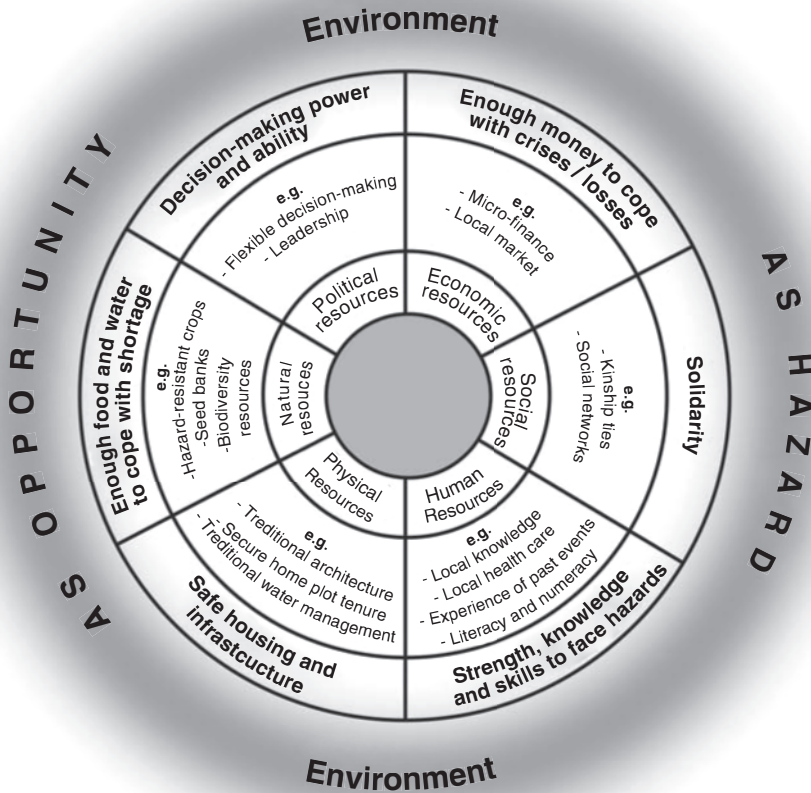 Environment
AS OPPORTUNITY
AS HAZARD
Decision-making power
and ability
e.g.
- Flexible decision-making
- Leadership
Political
resources
Enough money to cope
with crises / losses
e.g.
- Micro-finance
- Local market
Economic
resources
Solidarity
e.g.
- Kinship ties
- Social networks
Social
resources
Strength, knowledge
and skills to face hazards
e.g.
- Local knowledge
- Local health care
- Experience of past events
- Literacy and numeracy
Human
Resources
Safe housing and
infrastcucture
e.g.
- Traditional architecture
- Secure home plot tenure
- Traditional water management
Physical
Resources
Enough food and water
to cope with shortage
e.g.
-Hazard-resistant crops
-Seed banks
-Biodiversity
resources
Natural
resouces
Environment